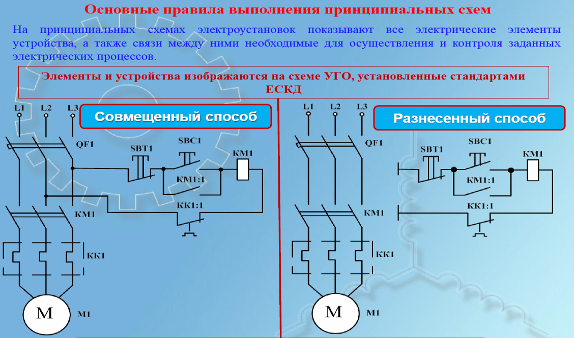 Основные правила выполнения принципиальных схем
На принципиальных схемах электроустановок показывают все электрические элементы
устройства, а также связи между ними необходимые для осуществления и контроля заданных
электрических процессов.
Элементы и устройства изображаются на схеме УГО, установленные стандартами
ЕСКД
L1 L2 L3
Совмещенный способ
QF1
SBT1
SBC1
KM1
KM1:1
KK1:1
KM1
KK1
M
M1
L1 L2 L3
Разнесенный способ
QF1
SBT1
SBC1
KM1
KM1:1
KK1:1
KM1
KK1
M
M1